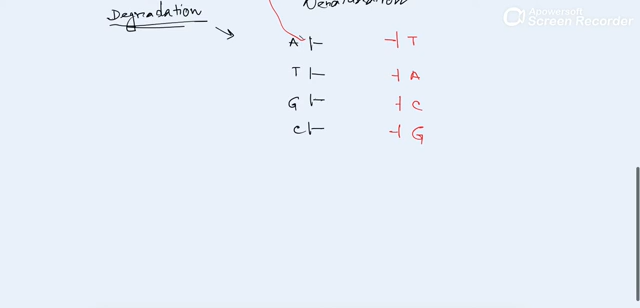 Degradation
A T
T A
G C
C G
Apowersoft
Screen Recorder